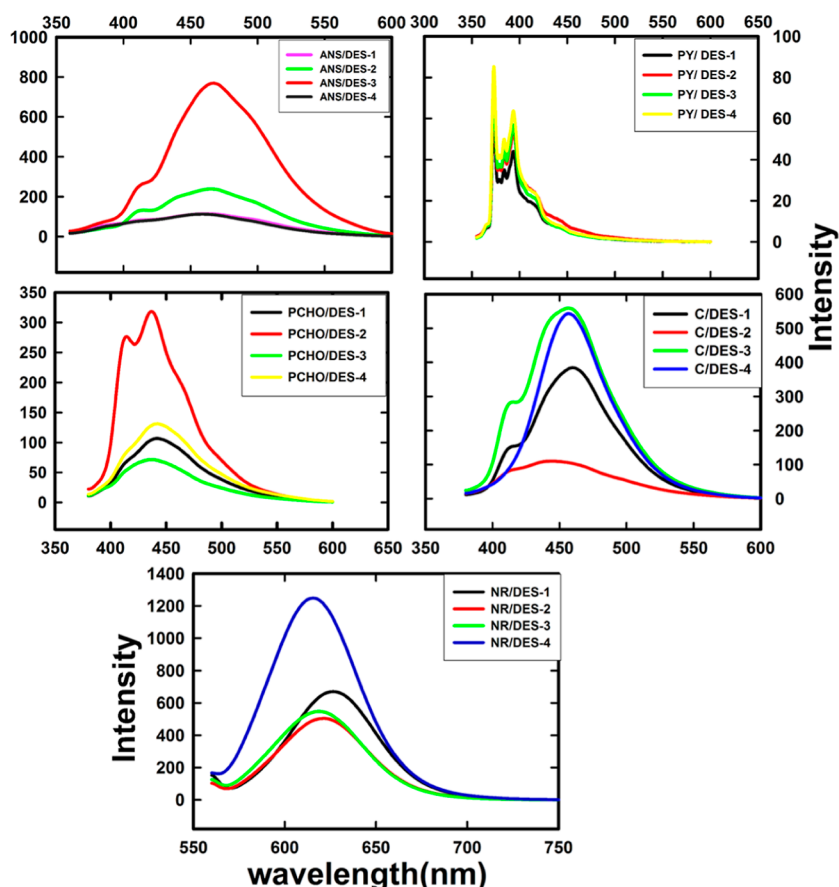 360 400 450 500 550 600
1000
800
600
400
200
0
ANS/DES-1
ANS/DES-2
ANS/DES-3
ANS/DES-4
300 350 400 450 500 550 600 650
100
80
60
40
20
0
PY/ DES-1
PY/ DES-2
PY/ DES-3
PY/ DES-4
350
300
250
200
150
100
50
0
PCHO/DES-1
PCHO/DES-2
PCHO/DES-3
PCHO/DES-4
350 400 450 500 550 600 650
600
500
400
300
200
100
0
C/DES-1
C/DES-2
C/DES-3
C/DES-4
350 400 450 500 550 600
Intensity
1400
1200
1000
800
600
400
200
0
NR/DES-1
NR/DES-2
NR/DES-3
NR/DES-4
550 600 650 700 750
Intensity
wavelength(nm)